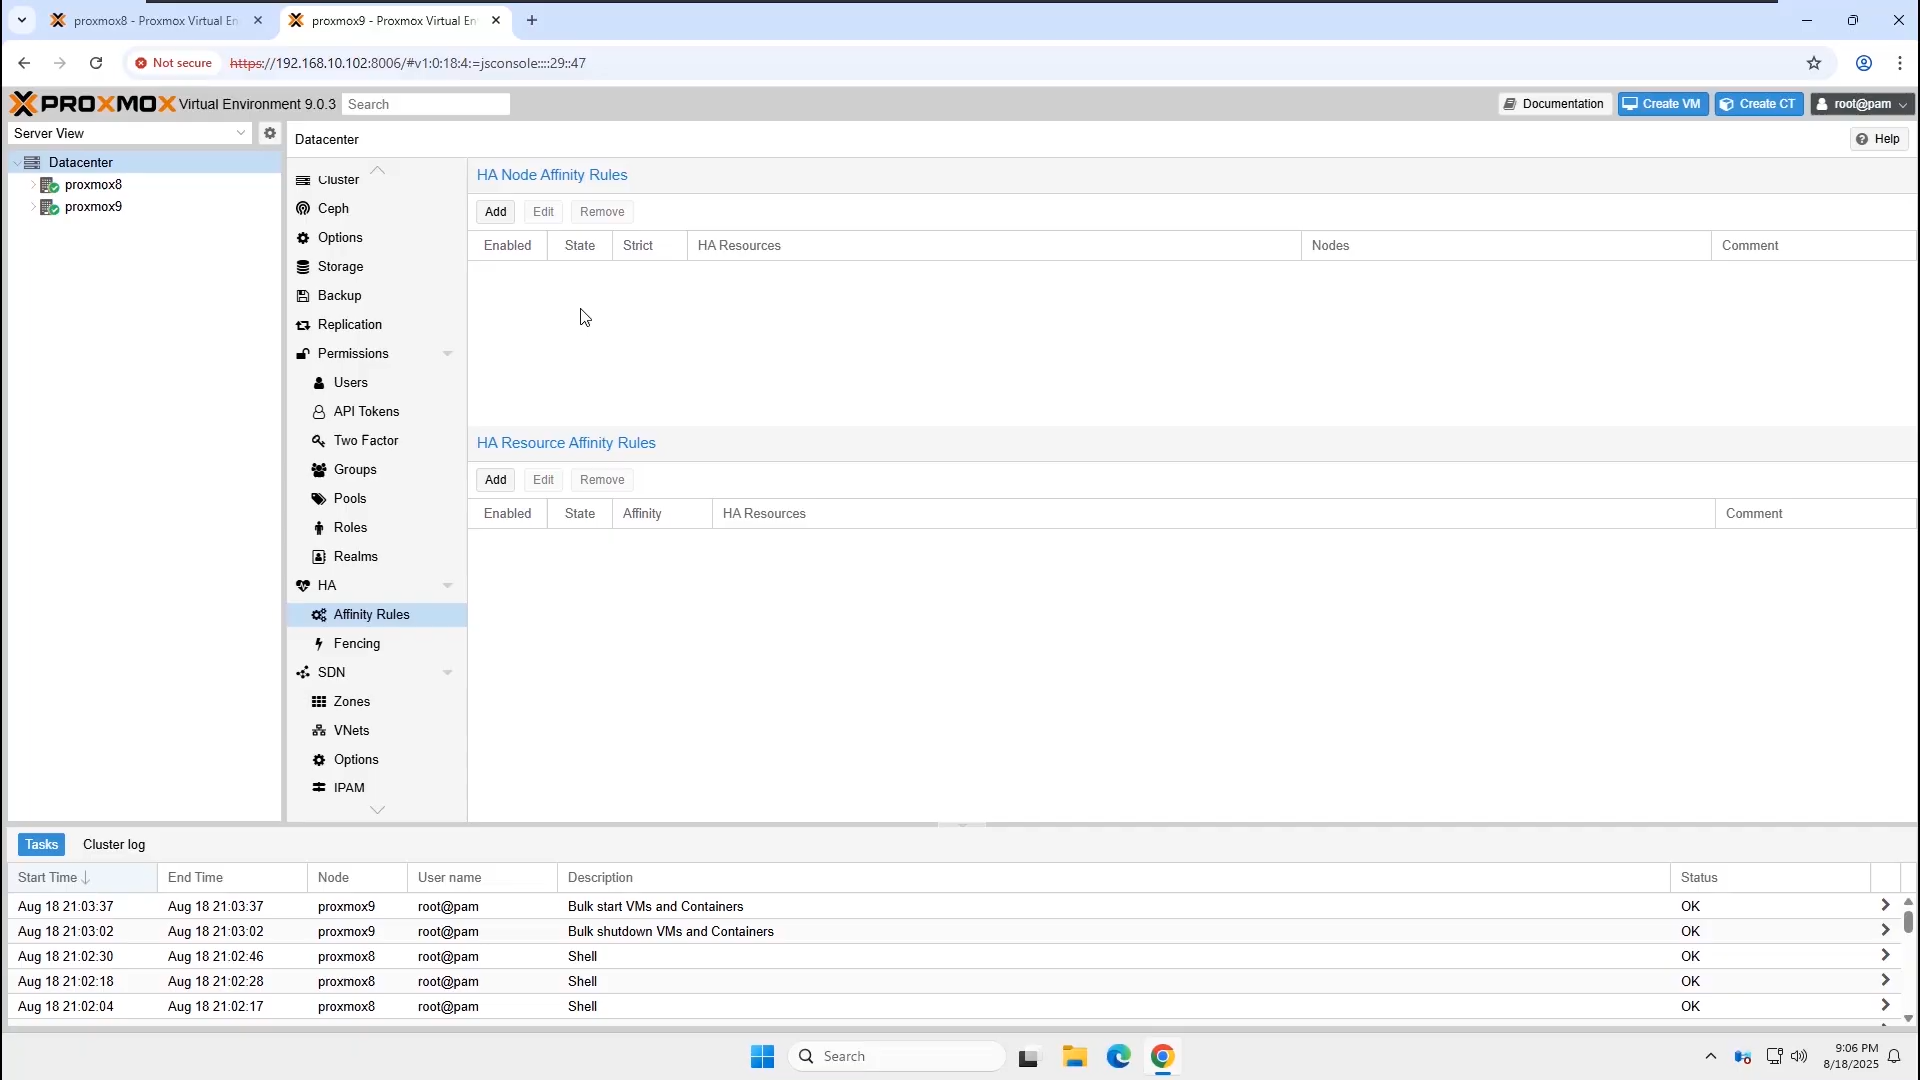 proxmox8 - Proxmox Virtual En
proxmox9 - Proxmox Virtual En
Not secure
https://192.168.10.102:8006/#v1:0:18:4:=jsconsole::::29::47
PROXMOX Virtual Environment 9.0.3
Search
Documentation
Create VM
Create CT
root@pam
Server View
Datacenter
Help
Datacenter
proxmox8
proxmox9
Cluster
Ceph
Options
Storage
Backup
Replication
Permissions
Users
API Tokens
Two Factor
Groups
Pools
Roles
Realms
HA
Affinity Rules
Fencing
SDN
Zones
VNets
Options
IPAM
HA Node Affinity Rules
Add Edit Remove
Enabled State Strict HA Resources Nodes Comment
HA Resource Affinity Rules
Add Edit Remove
Enabled State Affinity HA Resources Comment
Tasks Cluster log
Start Time End Time Node User name Description Status
Aug 18 21:03:37 Aug 18 21:03:37 proxmox9 root@pam Bulk start VMs and Containers OK
Aug 18 21:03:02 Aug 18 21:03:02 proxmox9 root@pam Bulk shutdown VMs and Containers OK
Aug 18 21:02:30 Aug 18 21:02:46 proxmox8 root@pam Shell OK
Aug 18 21:02:18 Aug 18 21:02:28 proxmox8 root@pam Shell OK
Aug 18 21:02:04 Aug 18 21:02:17 proxmox8 root@pam Shell OK
Search
9:06 PM
8/18/2025